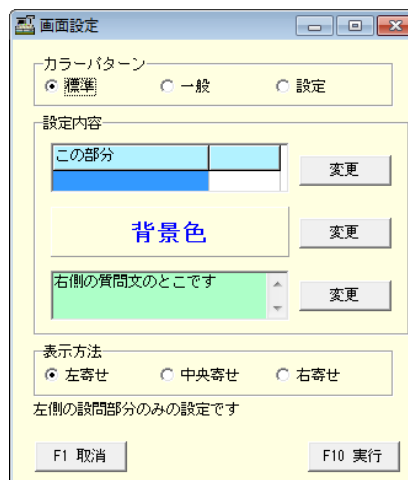 画面設定
カラーパターン
標準 一般 設定
設定内容
この部分
変更
背景色 変更
右側の質問文のとこです
変更
表示方法
左寄せ 中央寄せ 右寄せ
左側の設問部分のみの設定です
F1 取消 F10 実行